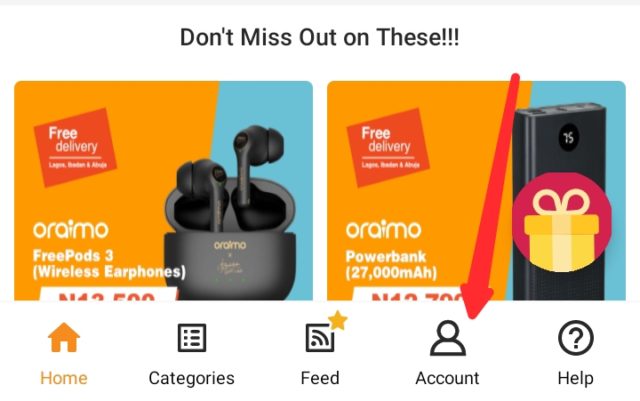 Don't Miss Out on These!!!
Free
delivery
Lagos, Ibadan & Abuja
oraimo
FreePods 3
(Wireless Earphones)
oraimo
Free
delivery
Lagos, Ibadan & Abuja
oraimo
Powerbank
(27,000mAh)
75
Home
Categories
Feed
Account
Help